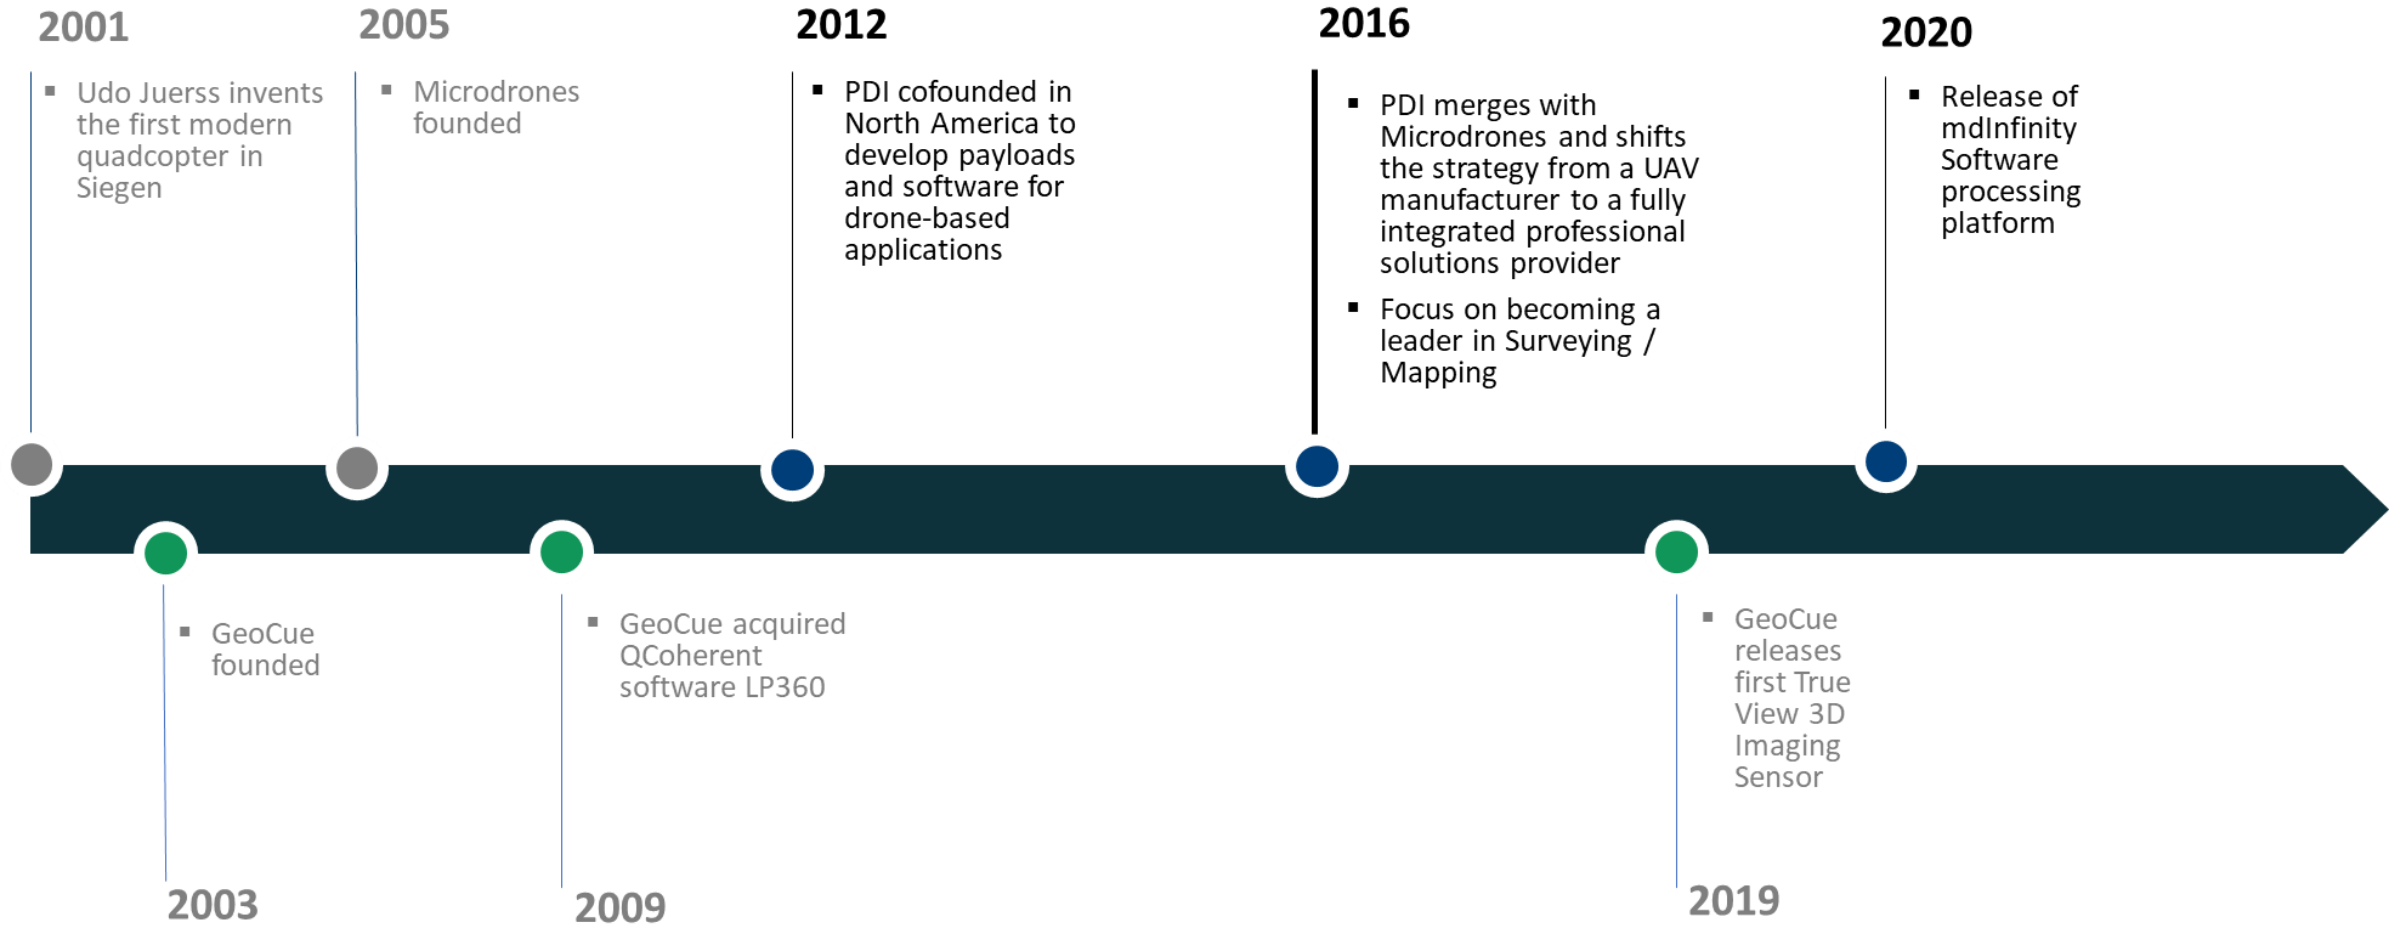 2001
▪ Udo Juerss invents
the first modern
quadcopter in
Siegen
2005
▪ Microdrones
founded
2012
▪ PDI cofounded in
North America to
develop payloads
and software for
drone-based
applications
2016
▪ PDI merges with
Microdrones and shifts
the strategy from a UAV
manufacturer to a fully
integrated professional
solutions provider
▪ Focus on becoming a
leader in Surveying /
Mapping
2020
▪ Release of
mdInfinity
Software
processing
platform
▪ GeoCue
founded
2003
▪ GeoCue acquired
QCoherent
software LP360
2009
▪ GeoCue
releases
first True
View 3D
Imaging
Sensor
2019